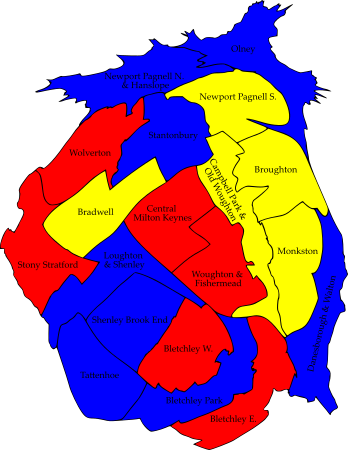 Olney
Newport Pagnell N.
& Hanslope
Newport Pagnell S.
Stantonbury
Wolverton
Broughton
Campbell Park &
Old Woughton
Bradwell
Central
Milton Keynes
Monkston
Loughton
& Shenley
Stony Stratford
Woughton &
Fishermead
Danesborough & Walton
Shenley Brook End
Bletchley W.
Tattenhoe
Bletchley Park
Bletchley E.